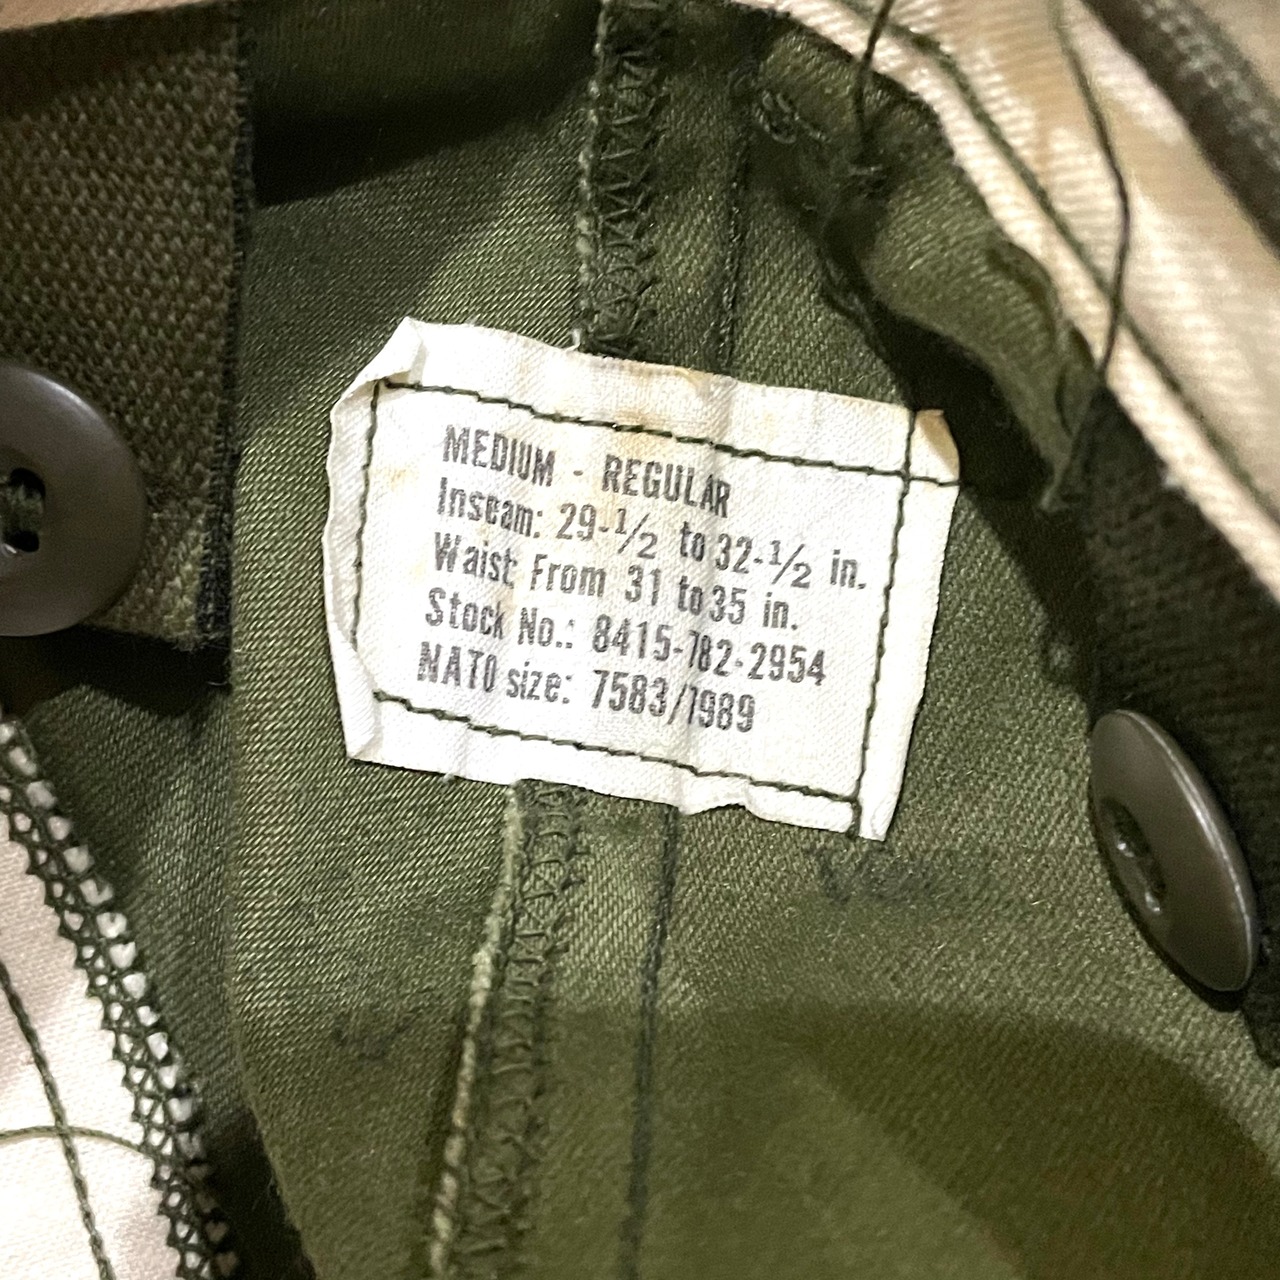 MEDIUM - REGULAR
Inseam: 29-1/2 to 32-1/2 in.
Waist From 31 to 35 in.
Stock No.: 8415-782-2954
NATO size: 7583/1989